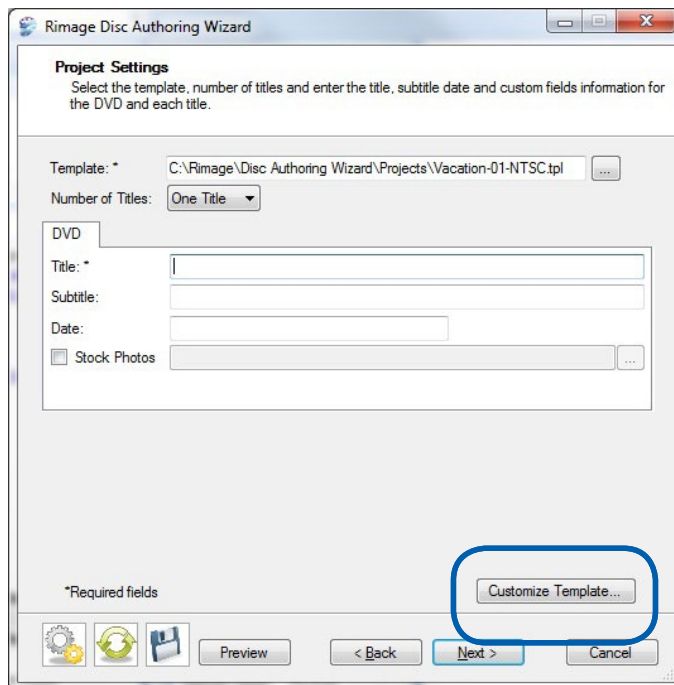 Rimage Disc Authoring Wizard
Project Settings
Select the template, number of titles and enter the title, subtitle date and custom fields information for
the DVD and each title.
Template: * C:\Rimage\Disc Authoring Wizard\Projects\Vacation-01-NTSC.tpl ...
Number of Titles: One Title
DVD
Title: *
Subtitle:
Date:
Stock Photos ...
*Required fields Customize Template...
Preview < Back Next > Cancel